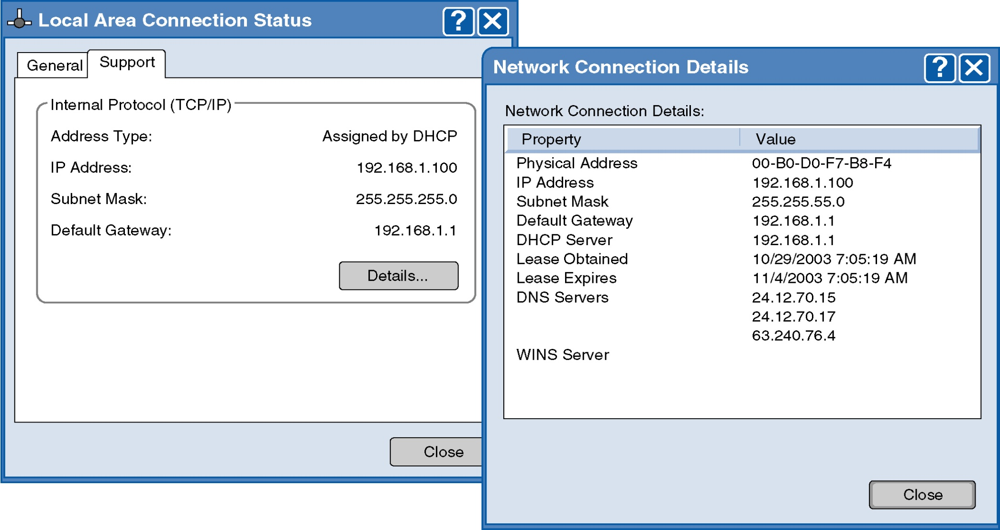 Local Area Connection Status
?
General
Support
Internal Protocol (TCP/IP)
Address Type: Assigned by DHCP
IP Address: 192.168.1.100
Subnet Mask: 255.255.255.0
Default Gateway: 192.168.1.1
Details...
Close
Network Connection Details
?
Network Connection Details:
Property Value
Physical Address 00-B0-D0-F7-B8-F4
IP Address 192.168.1.100
Subnet Mask 255.255.55.0
Default Gateway 192.168.1.1
DHCP Server 192.168.1.1
Lease Obtained 10/29/2003 7:05:19 AM
Lease Expires 11/4/2003 7:05:19 AM
DNS Servers 24.12.70.15
24.12.70.17
63.240.76.4
WINS Server
Close